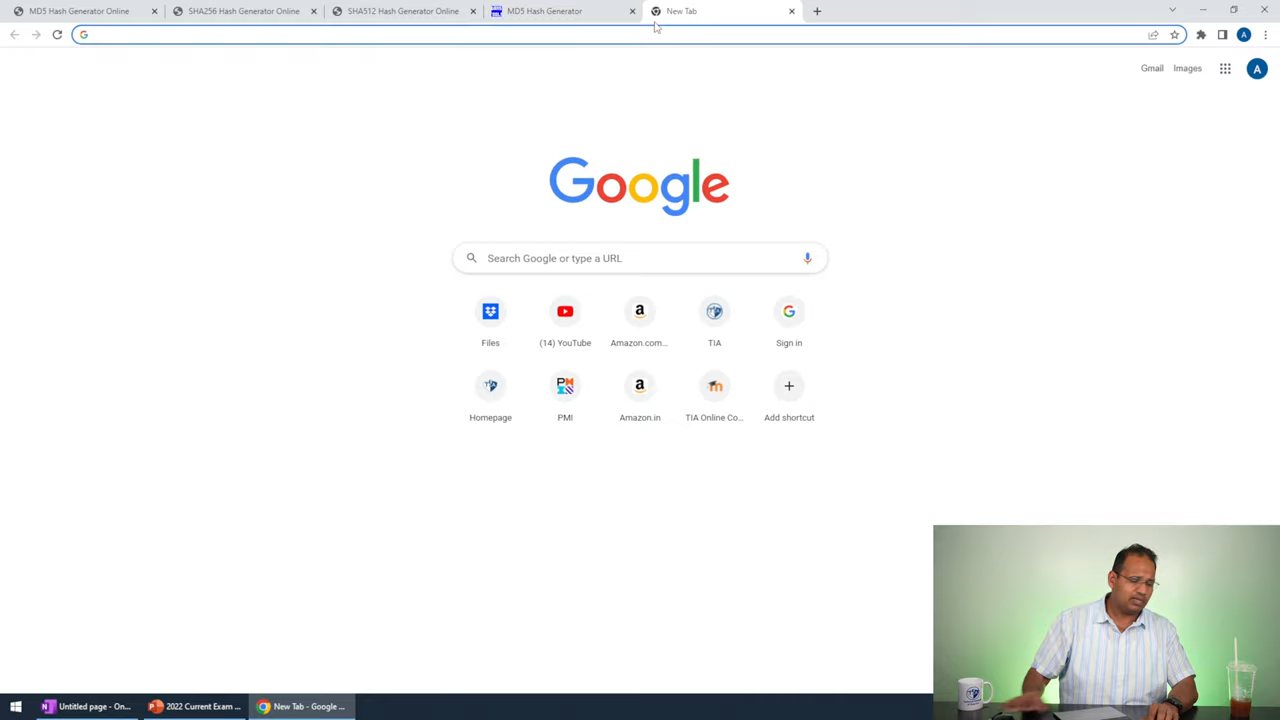 MD5 Hash Generator Online
SHA256 Hash Generator Online
SHA512 Hash Generator Online
MD5 Hash Generator
New Tab
A
Gmail Images A
Google
Search Google or type a URL
Files (14) YouTube Amazon.com... TIA Sign in
Homepage PMI Amazon.in TIA Online Co... Add shortcut
Untitled page - On... 2022 Current Exam ... New Tab - Google ...